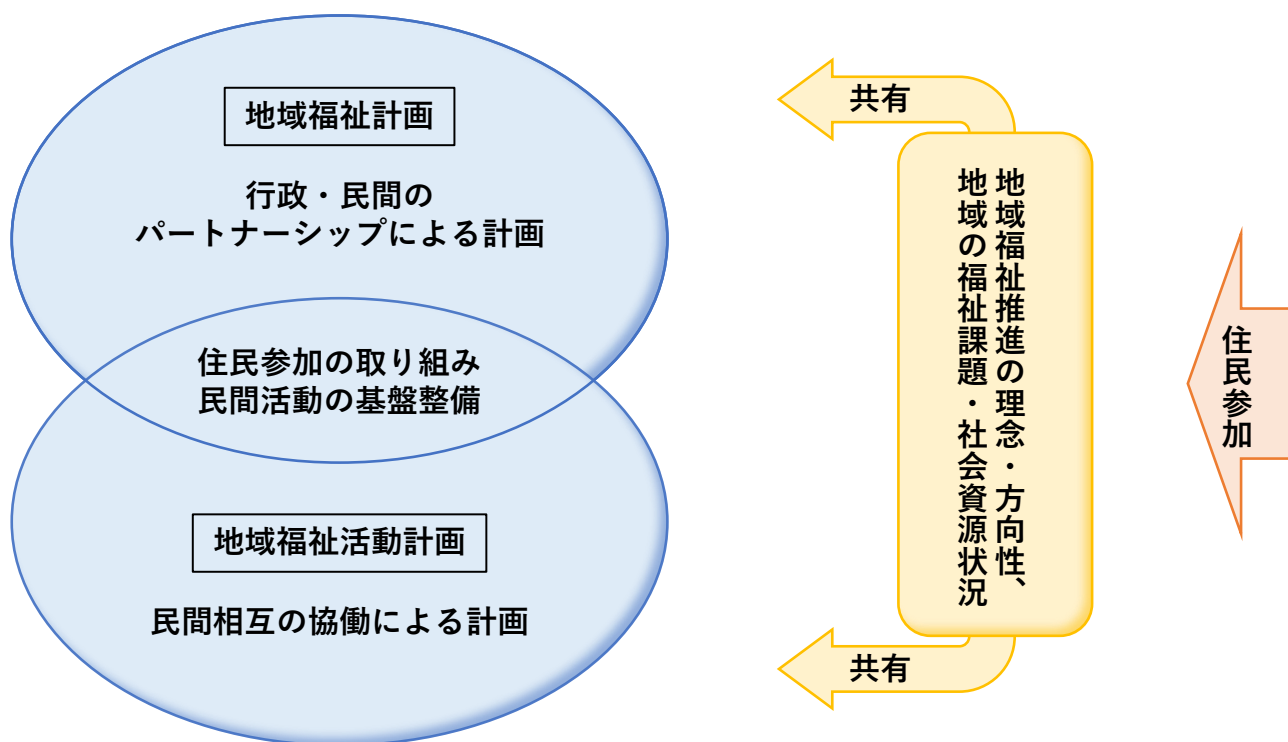 地域福祉計画
行政・民間の
パートナーシップによる計画
住民参加の取り組み
民間活動の基盤整備
地域福祉活動計画
民間相互の協働による計画
共有
地域福祉推進の理念・方向性、
地域の福祉課題・社会資源状況
共有
住民参加